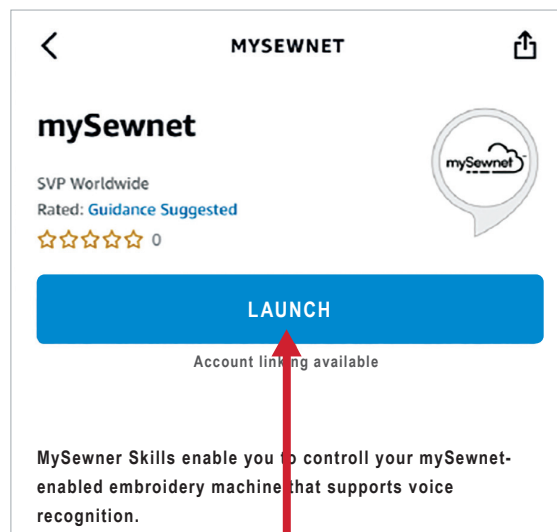 MYSEWNET
mySewnet
mySewnet
SVP Worldwide
Rated: Guidance Suggested
0
LAUNCH
Account linking available
MySewner Skills enable you to controll your mySewnet-
enabled embroidery machine that supports voice
recognition.